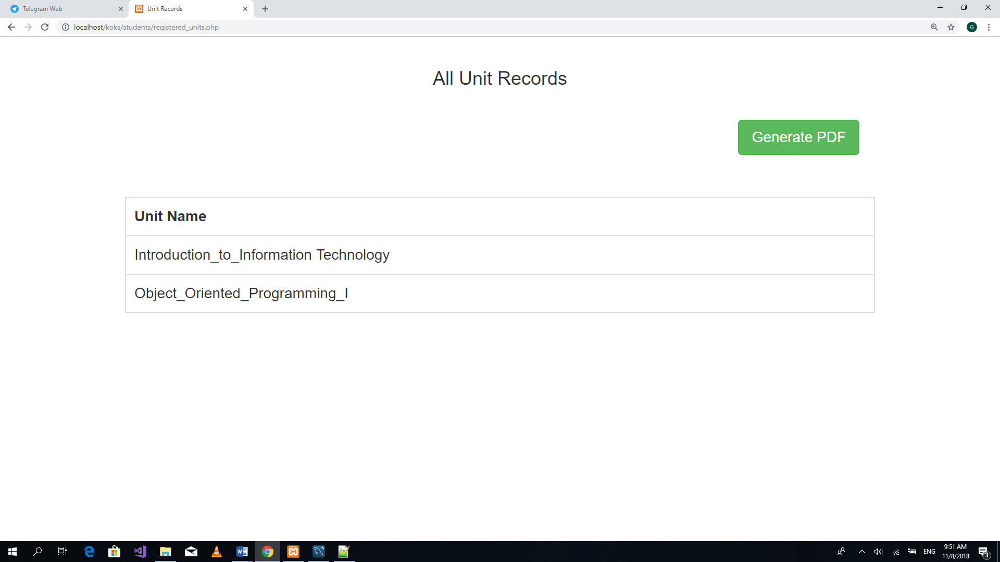 Telegram Web
Unit Records
localhost/koks/students/registered_units.php
G
All Unit Records
Generate PDF
Unit Name
Introduction_to_Information Technology
Object_Oriented_Programming_I
ENG
9:51 AM
11/8/2018
3